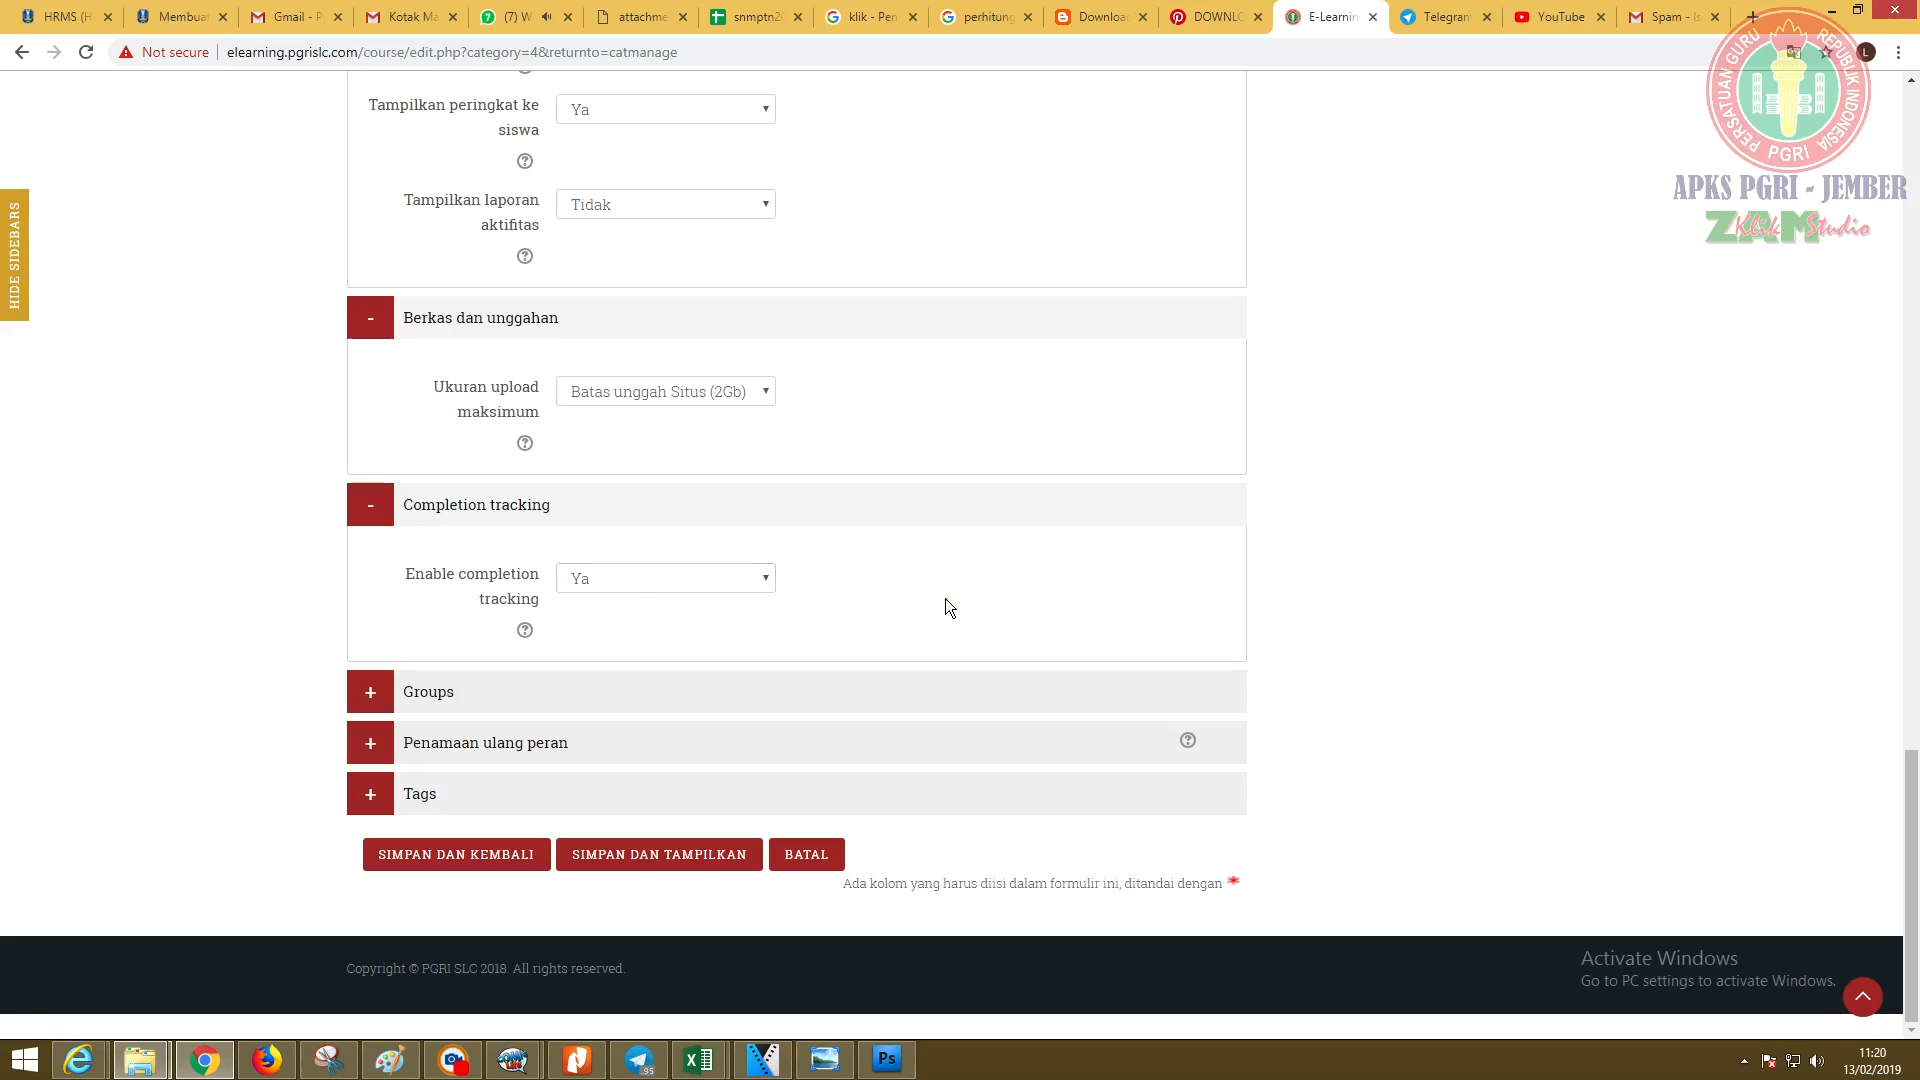 HRMS (H
Membuat
Gmail - P
Kotak Ma
(7) W
attachme
snmptn20
klik - Pen
perhitung
Downloa
DOWNLO
E-Learnin
Telegram
YouTube
Spam - is
Not secure
elearning.pgrislc.com/course/edit.php?category=4&returnto=catmanage
L
PERSATUAN GURU REPUBLIK INDONESIA
PGRI
APKS PGRI - JEMBER
ZAM Klik Studio
HIDE SIDEBARS
Tampilkan peringkat ke
siswa
Ya
Tampilkan laporan
aktifitas
Tidak
- Berkas dan unggahan
Ukuran upload
maksimum
Batas unggah Situs (2Gb)
- Completion tracking
Enable completion
tracking
Ya
+ Groups
+ Penamaan ulang peran
+ Tags
SIMPAN DAN KEMBALI
SIMPAN DAN TAMPILKAN
BATAL
Ada kolom yang harus diisi dalam formulir ini, ditandai dengan
Copyright © PGRI SLC 2018. All rights reserved.
Activate Windows
Go to PC settings to activate Windows.
.95
Ps
11:20
13/02/2019